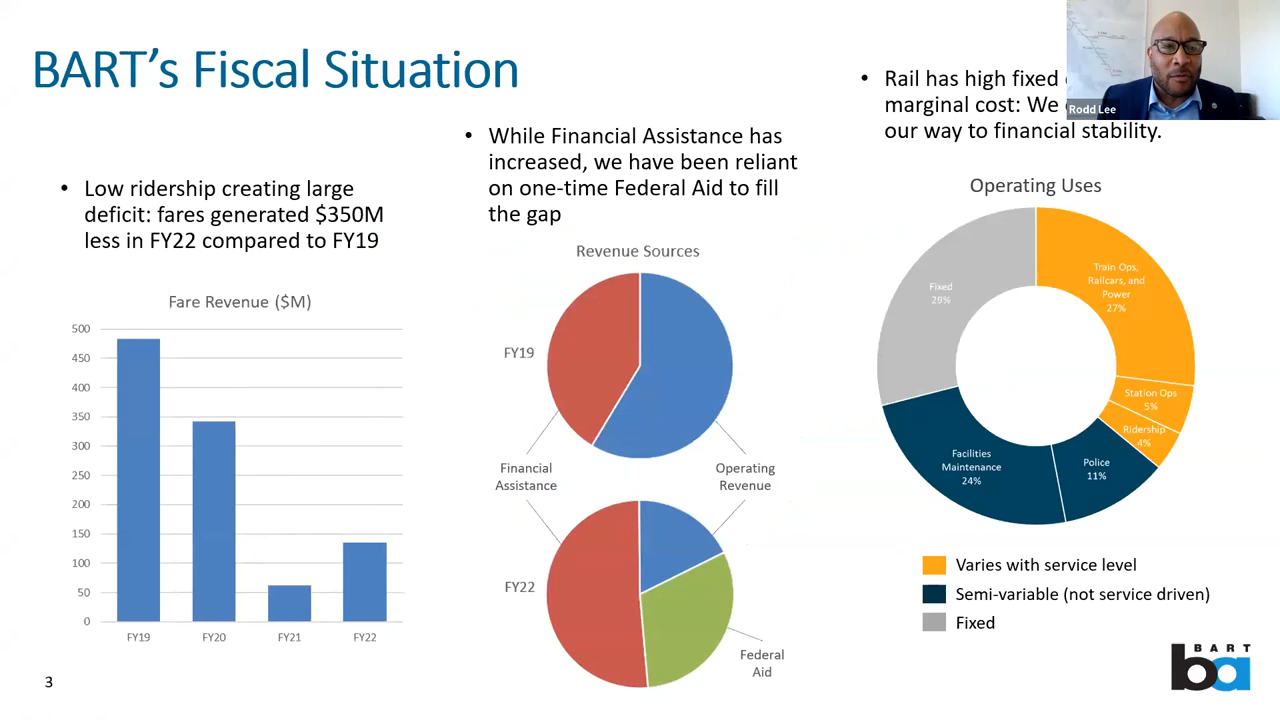 BART's Fiscal Situation
• Low ridership creating large
deficit: fares generated $350M
less in FY22 compared to FY19
Fare Revenue ($M)
500
450
400
350
300
250
200
150
100
50
0
FY19
FY20
FY21
FY22
• While Financial Assistance has
increased, we have been reliant
on one-time Federal Aid to fill
the gap
Revenue Sources
FY19
Financial
Assistance
Operating
Revenue
FY22
Federal
Aid
• Rail has high fixed
marginal cost: We
our way to financial stability.
Rodd Lee
Operating Uses
Fixed
29%
Train Ops,
Railcars, and
Power
27%
Station Ops
5%
Ridership
4%
Police
11%
Facilities
Maintenance
24%
Varies with service level
Semi-variable (not service driven)
Fixed
3
BART
ba